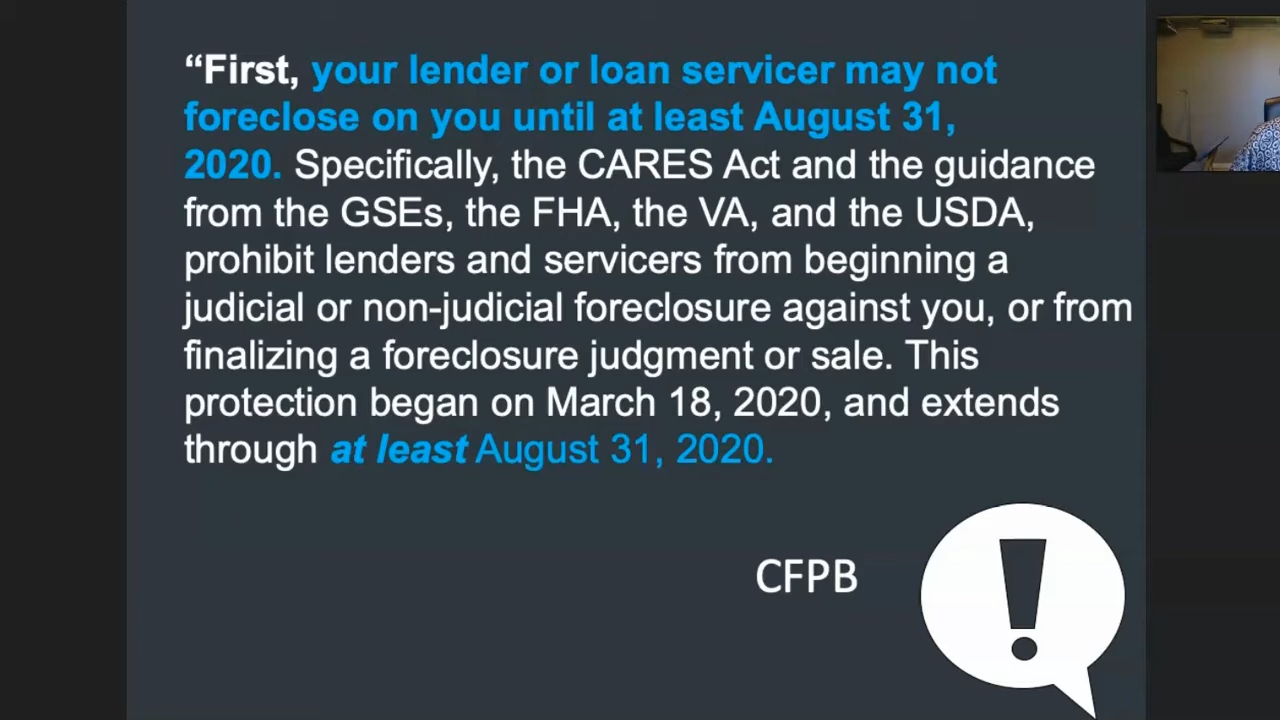 “First, your lender or loan servicer may not
foreclose on you until at least August 31,
2020. Specifically, the CARES Act and the guidance
from the GSEs, the FHA, the VA, and the USDA,
prohibit lenders and servicers from beginning a
judicial or non-judicial foreclosure against you, or from
finalizing a foreclosure judgment or sale. This
protection began on March 18, 2020, and extends
through at least August 31, 2020.
CFPB
!